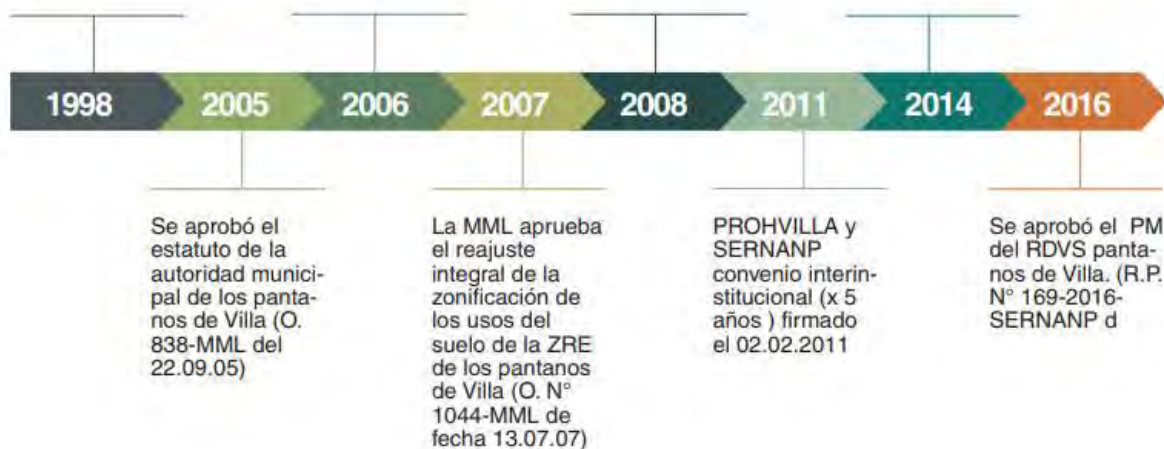 1998 2005 2006 2007 2008 2011 2014 2016
Se aprobó el
estatuto de la
autoridad munici-
pal de los panta-
nos de Villa (O.
838-MML del
22.09.05)
La MML aprueba
el reajuste
integral de la
zonificación de
los usos del
suelo de la ZRE
de los pantanos
de Villa (O. N°
1044-MML de
fecha 13.07.07)
PROHVILLA y
SERNANP
convenio interin-
stitucional (x 5
años ) firmado
el 02.02.2011
Se aprobó el PM
del RDVS panta-
nos de Villa. (R.P.
N° 169-2016-
SERNANP d